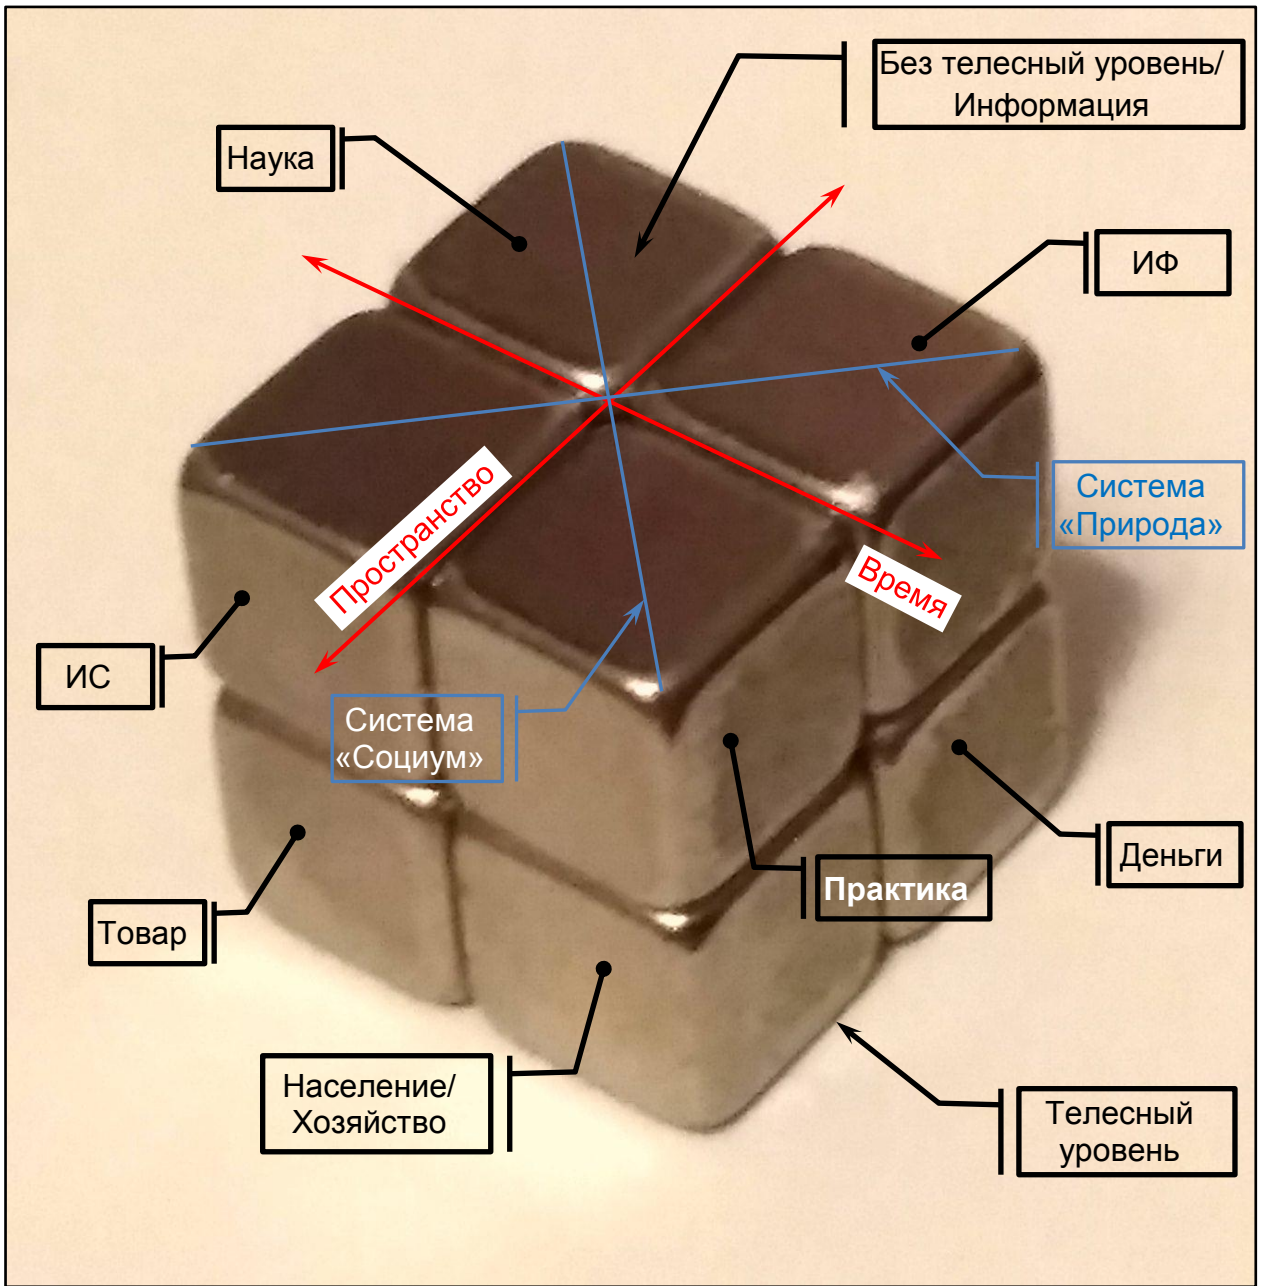 Без телесный уровень/
Информация
Наука
ИФ
Система
«Природа»
Пространство
Время
ИС
Система
«Социум»
Деньги
Практика
Товар
Население/
Хозяйство
Телесный
уровень